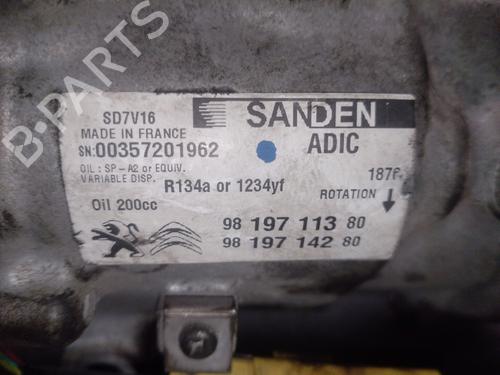 SD7V16 SANDEN
MADE IN FRANCE ADIC
SN:00357201962
OIL : SP - A2 or EQUIV.
VARIABLE DISP. R134a or 1234yf
ROTATION
Oil 200cc
98 197 113 80
98 197 142 80
B-PARTS